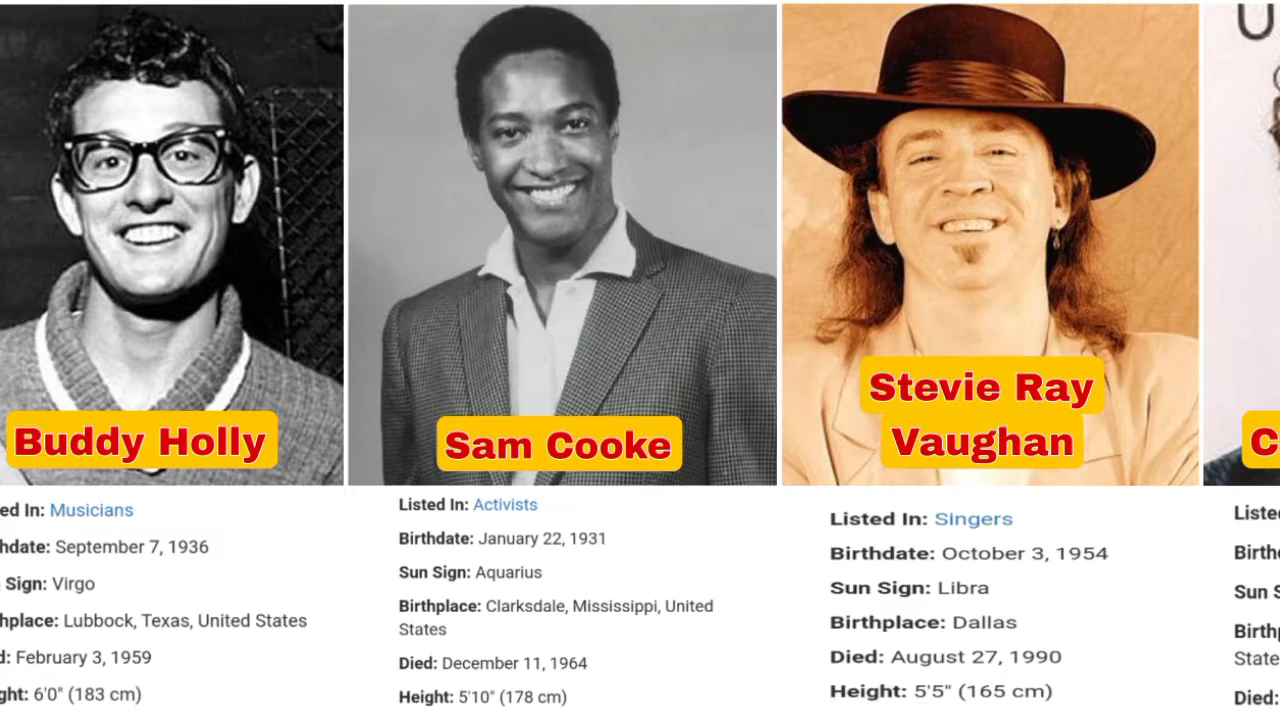 Buddy Holly
ed In: Musicians
hdate: September 7, 1936
Sign: Virgo
hplace: Lubbock, Texas, United States
d: February 3, 1959
ght: 6'0" (183 cm)
Sam Cooke
Listed In: Activists
Birthdate: January 22, 1931
Sun Sign: Aquarius
Birthplace: Clarksdale, Mississippi, United
States
Died: December 11, 1964
Height: 5'10" (178 cm)
Stevie Ray
Vaughan
Listed In: Singers
Birthdate: October 3, 1954
Sun Sign: Libra
Birthplace: Dallas
Died: August 27, 1990
Height: 5'5" (165 cm)
U
C
Listed
Birth
Sun S
Birthp
State
Died: